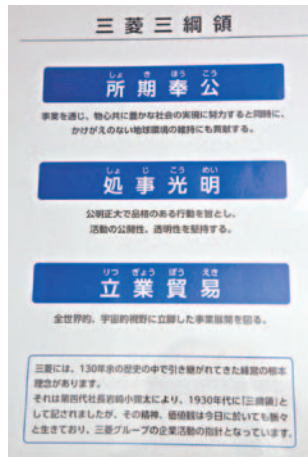 三菱三綱領
しょ き ほう こう
所期奉公
事業を通じ、物心共に豊かな社会の実現に努力すると同時に、
かけがえのない地球環境の維持にも貢献する。
しょ じ こう めい
処事光明
公明正大で品格のある行動を旨とし、
活動の公開性、透明性を堅持する。
りつ ぎょう ぼう えき
立業貿易
全世界的、宇宙的視野に立脚した事業展開を図る。
三菱には、130年余の歴史の中で引き継がれてきた経営の根本
理念があります。
それは第四代社長岩崎小彌太により、1930年代に「三綱領」と
して記されましたが、その精神、価値観は今日に於いても脈々
と生きており、三菱グループの企業活動の指針となっています。